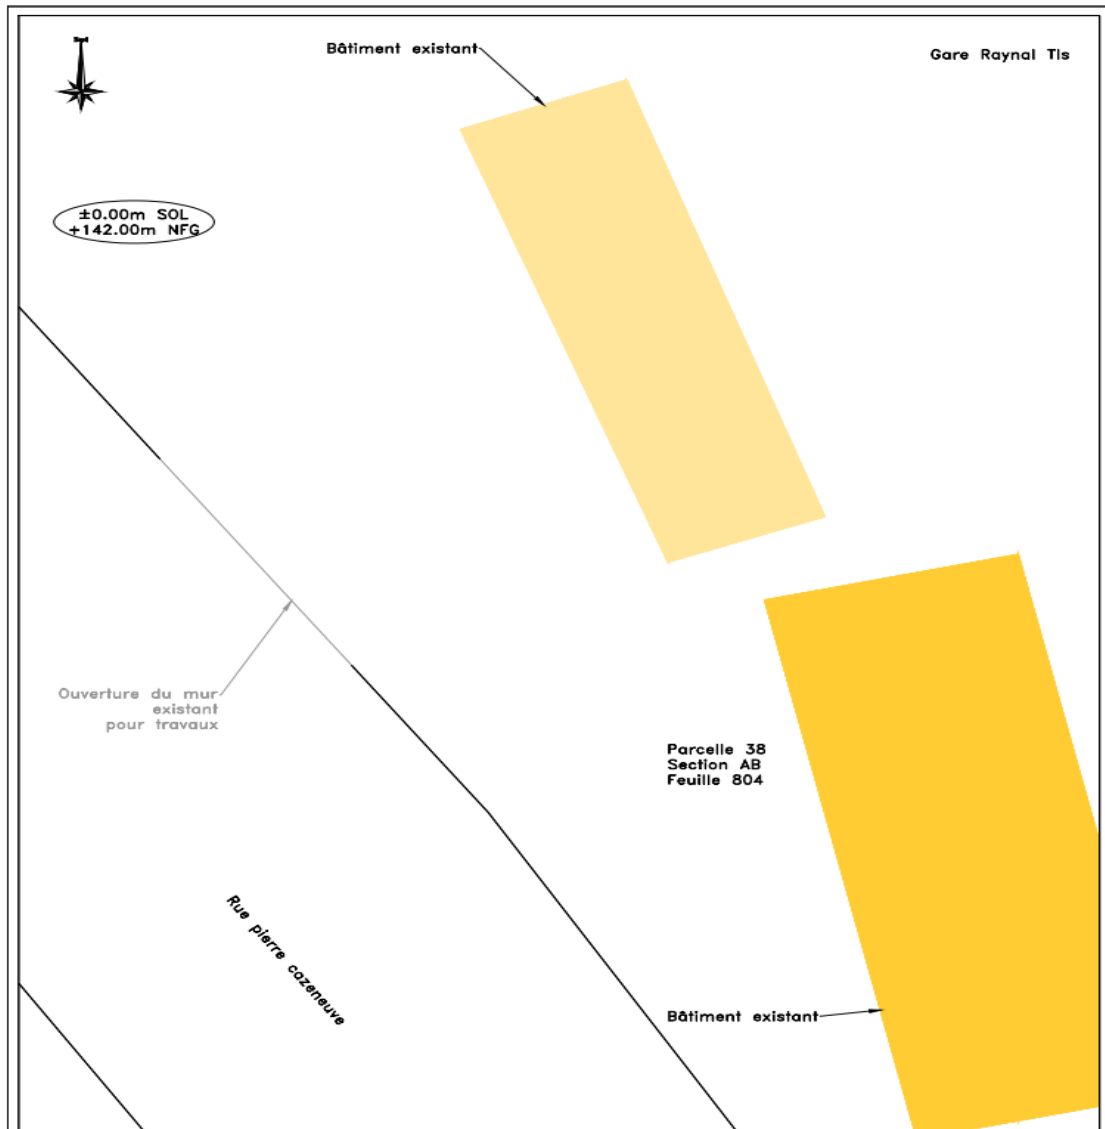 Bâtiment existant
Gare Raynal Tls
±0.00m SOL
+142.00m NFG
Ouverture du mur
existant
pour travaux
Parcelle 38
Section AB
Feuille 804
Rue pierre cazeneuve
Bâtiment existant